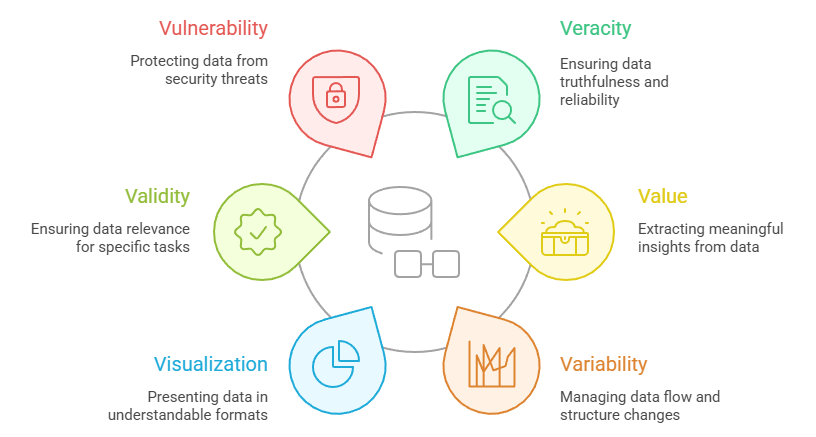 Vulnerability
Protecting data from
security threats
Veracity
Ensuring data
truthfulness and
reliability
Validity
Ensuring data relevance
for specific tasks
Value
Extracting meaningful
insights from data
Visualization
Presenting data in
understandable formats
Variability
Managing data flow and
structure changes